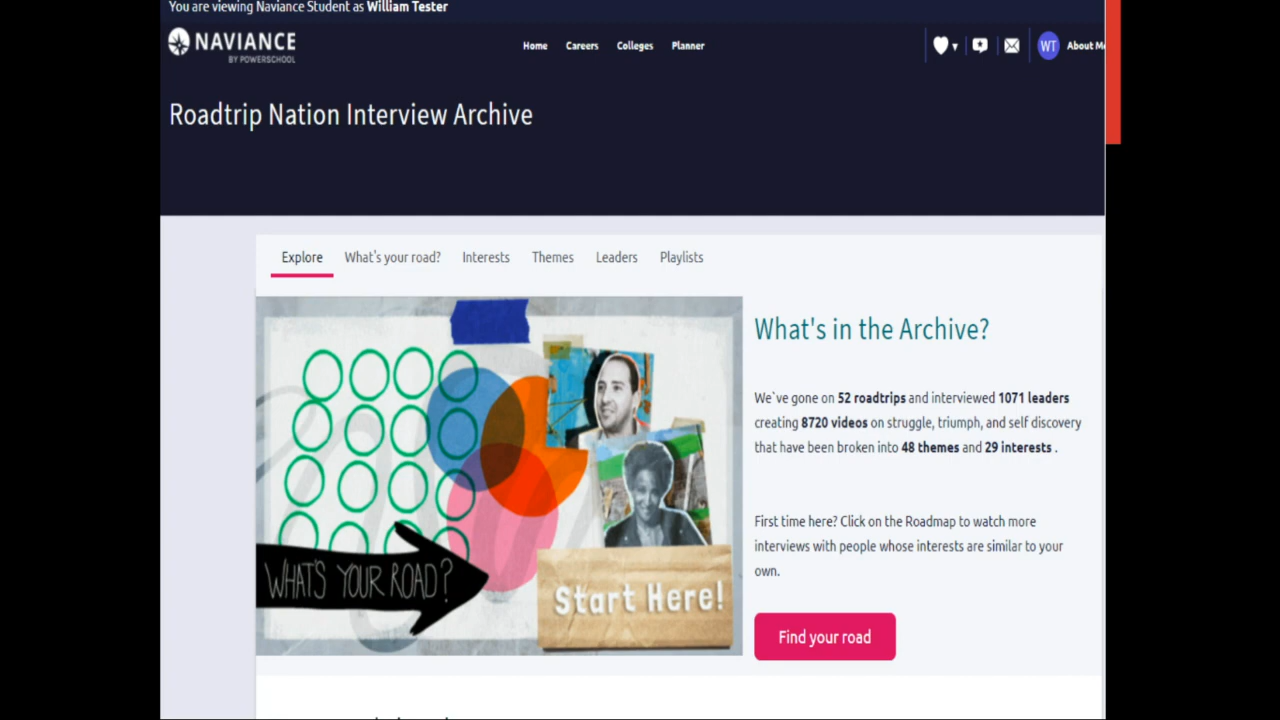 You are viewing Naviance Student as William Tester
NAVIANCE
BY POWERSCHOOL
Home Careers Colleges Planner
WT About Me
Roadtrip Nation Interview Archive
Explore What's your road? Interests Themes Leaders Playlists
WHAT'S YOUR ROAD?
Start Here!
What's in the Archive?
We`ve gone on 52 roadtrips and interviewed 1071 leaders
creating 8720 videos on struggle, triumph, and self discovery
that have been broken into 48 themes and 29 interests .
First time here? Click on the Roadmap to watch more
interviews with people whose interests are similar to your
own.
Find your road